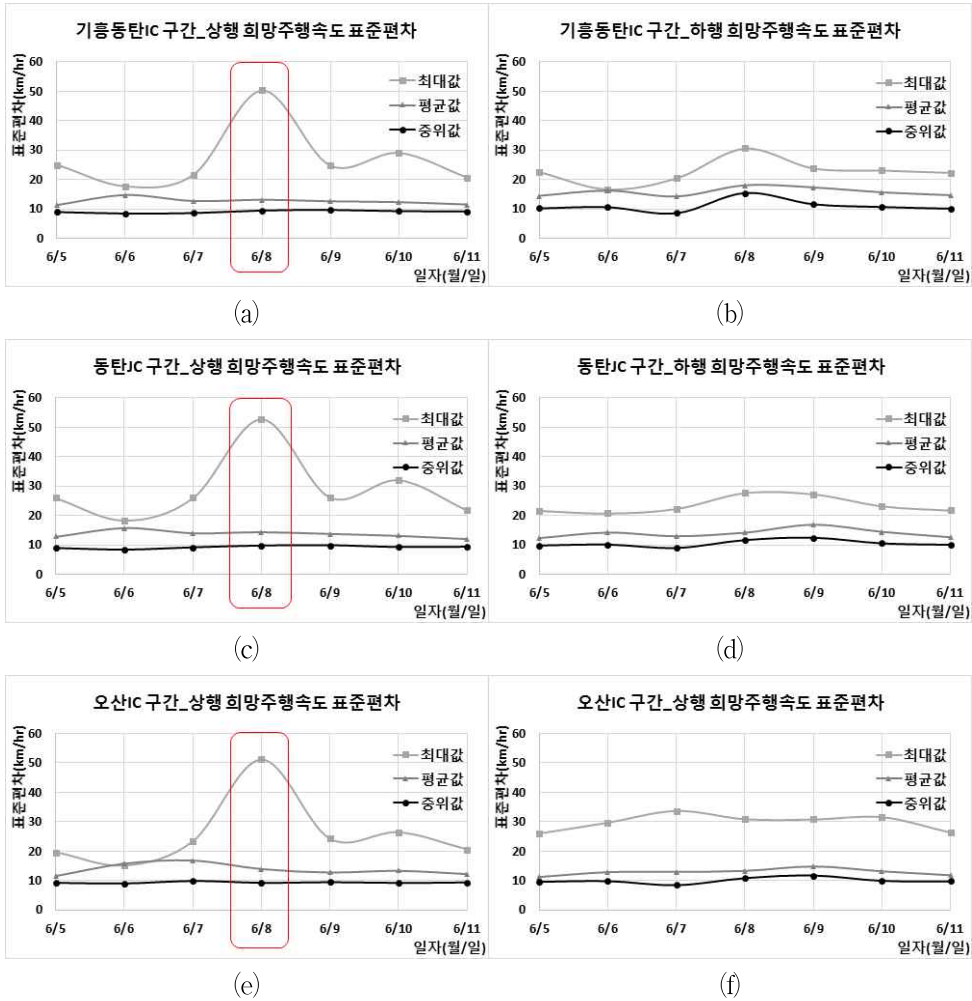 기흥동탄IC 구간_상행 희망주행속도 표준편차
표준편차(km/hr)
60
50
40
30
20
10
0
최대값
평균값
중위값
6/5 6/6 6/7 6/8 6/9 6/10 6/11
일자(월/일)
(a)
기흥동탄IC 구간_하행 희망주행속도 표준편차
표준편차(km/hr)
60
50
40
30
20
10
0
최대값
평균값
중위값
6/5 6/6 6/7 6/8 6/9 6/10 6/11
일자(월/일)
(b)
동탄JC 구간_상행 희망주행속도 표준편차
표준편차(km/hr)
60
50
40
30
20
10
0
최대값
평균값
중위값
6/5 6/6 6/7 6/8 6/9 6/10 6/11
일자(월/일)
(c)
동탄JC 구간_하행 희망주행속도 표준편차
표준편차(km/hr)
60
50
40
30
20
10
0
최대값
평균값
중위값
6/5 6/6 6/7 6/8 6/9 6/10 6/11
일자(월/일)
(d)
오산IC 구간_상행 희망주행속도 표준편차
표준편차(km/hr)
60
50
40
30
20
10
0
최대값
평균값
중위값
6/5 6/6 6/7 6/8 6/9 6/10 6/11
일자(월/일)
(e)
오산IC 구간_상행 희망주행속도 표준편차
표준편차(km/hr)
60
50
40
30
20
10
0
최대값
평균값
중위값
6/5 6/6 6/7 6/8 6/9 6/10 6/11
일자(월/일)
(f)